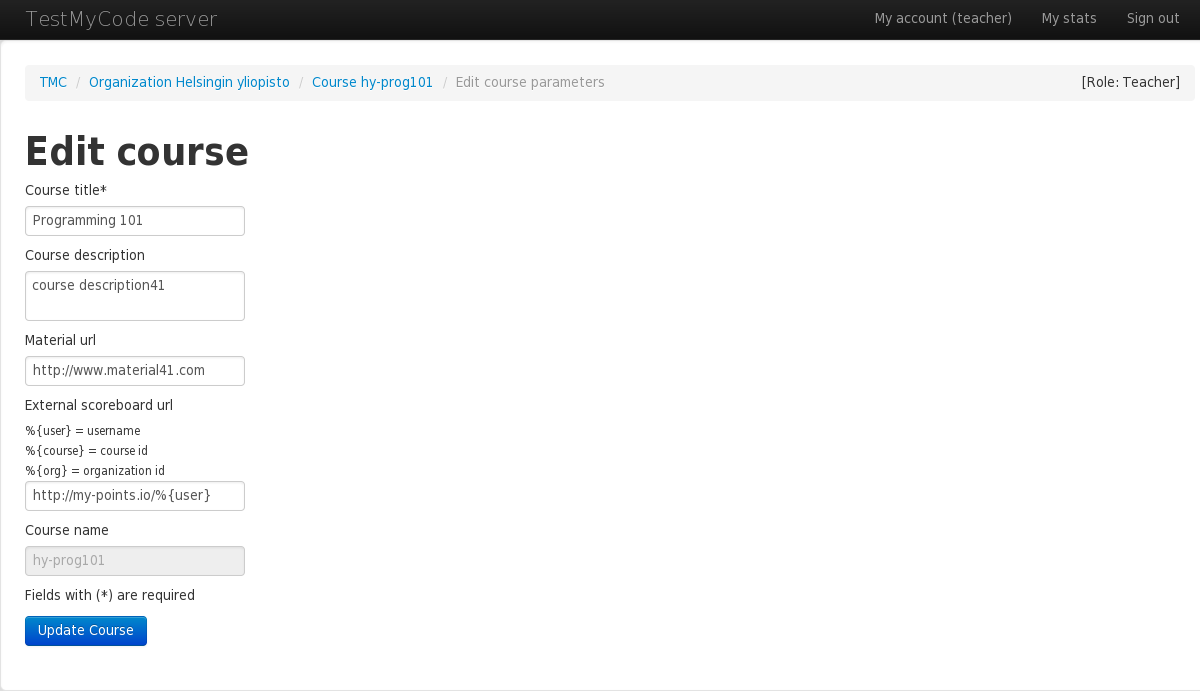 TestMyCode server
My account (teacher) My stats Sign out
TMC / Organization Helsingin yliopisto / Course hy-prog101 / Edit course parameters [Role: Teacher]
Edit course
Course title*
Programming 101
Course description
course description41
Material url
http://www.material41.com
External scoreboard url
%{user} = username
%{course} = course id
%{org} = organization id
http://my-points.io/%{user}
Course name
hy-prog101
Fields with (*) are required
Update Course